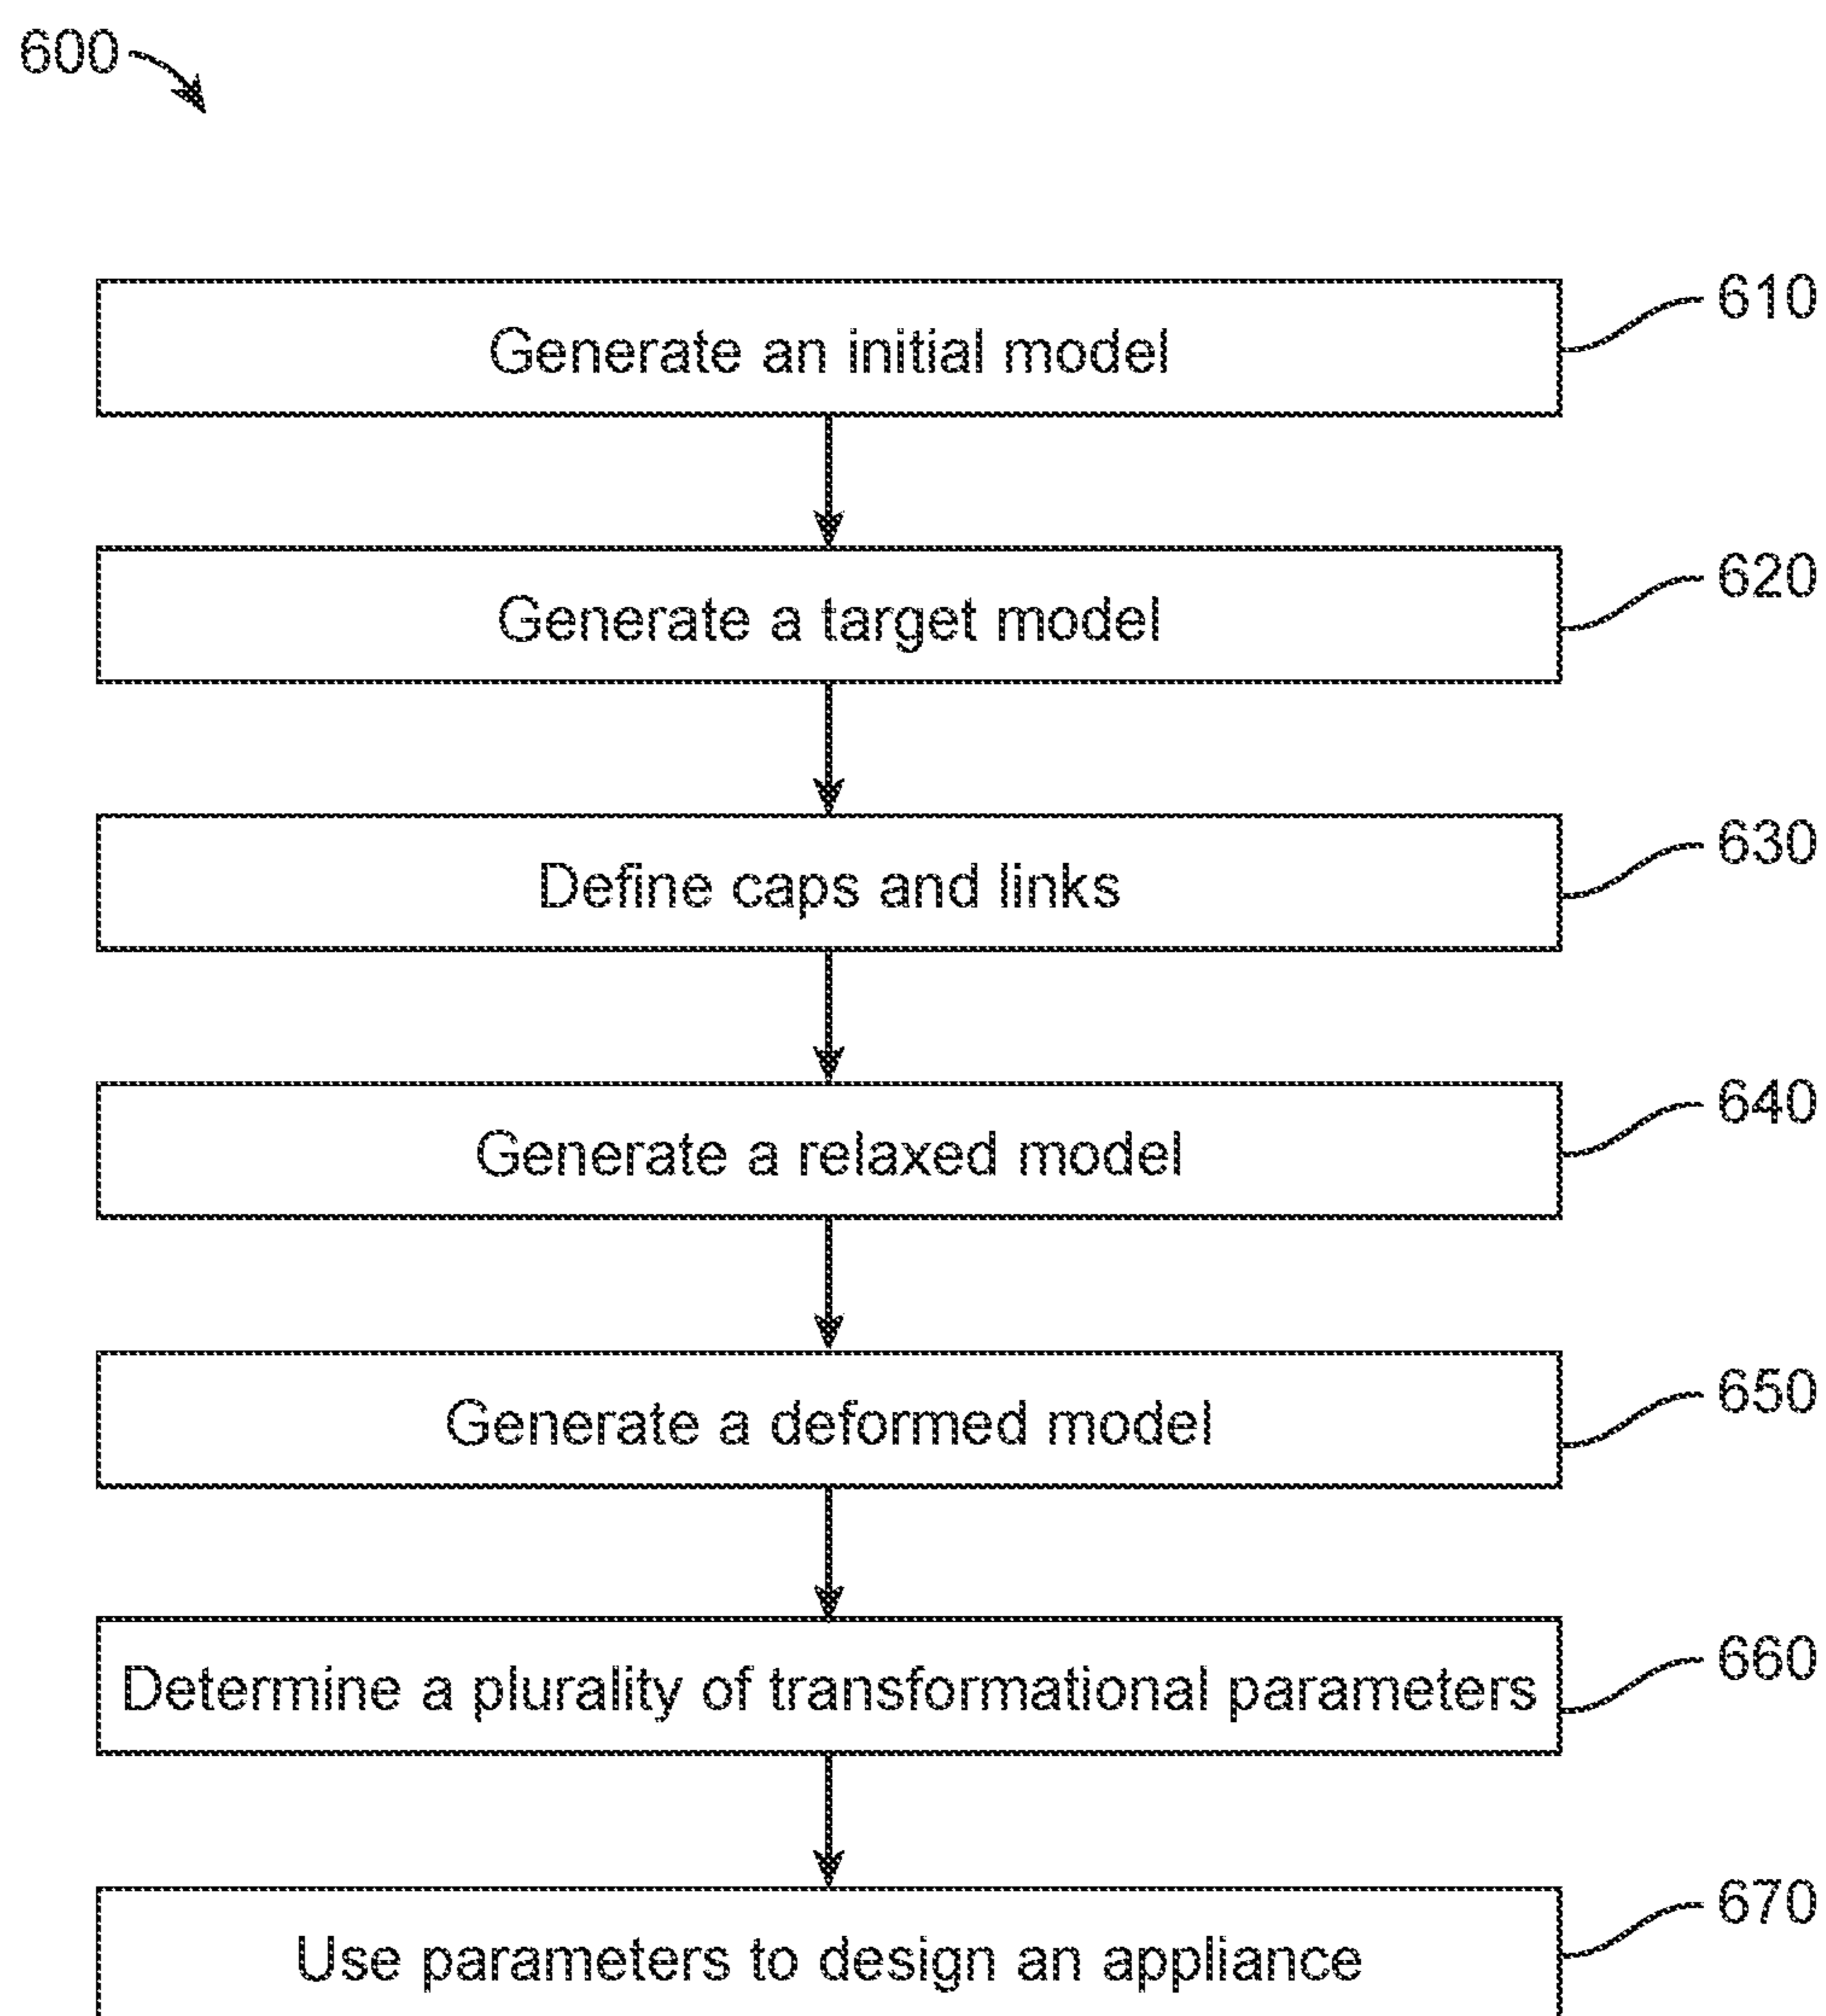 600
Generate an initial model
610
Generate a target model
620
Define caps and links
630
Generate a relaxed model
640
Generate a deformed model
650
Determine a plurality of transformational parameters
660
Use parameters to design an appliance
670